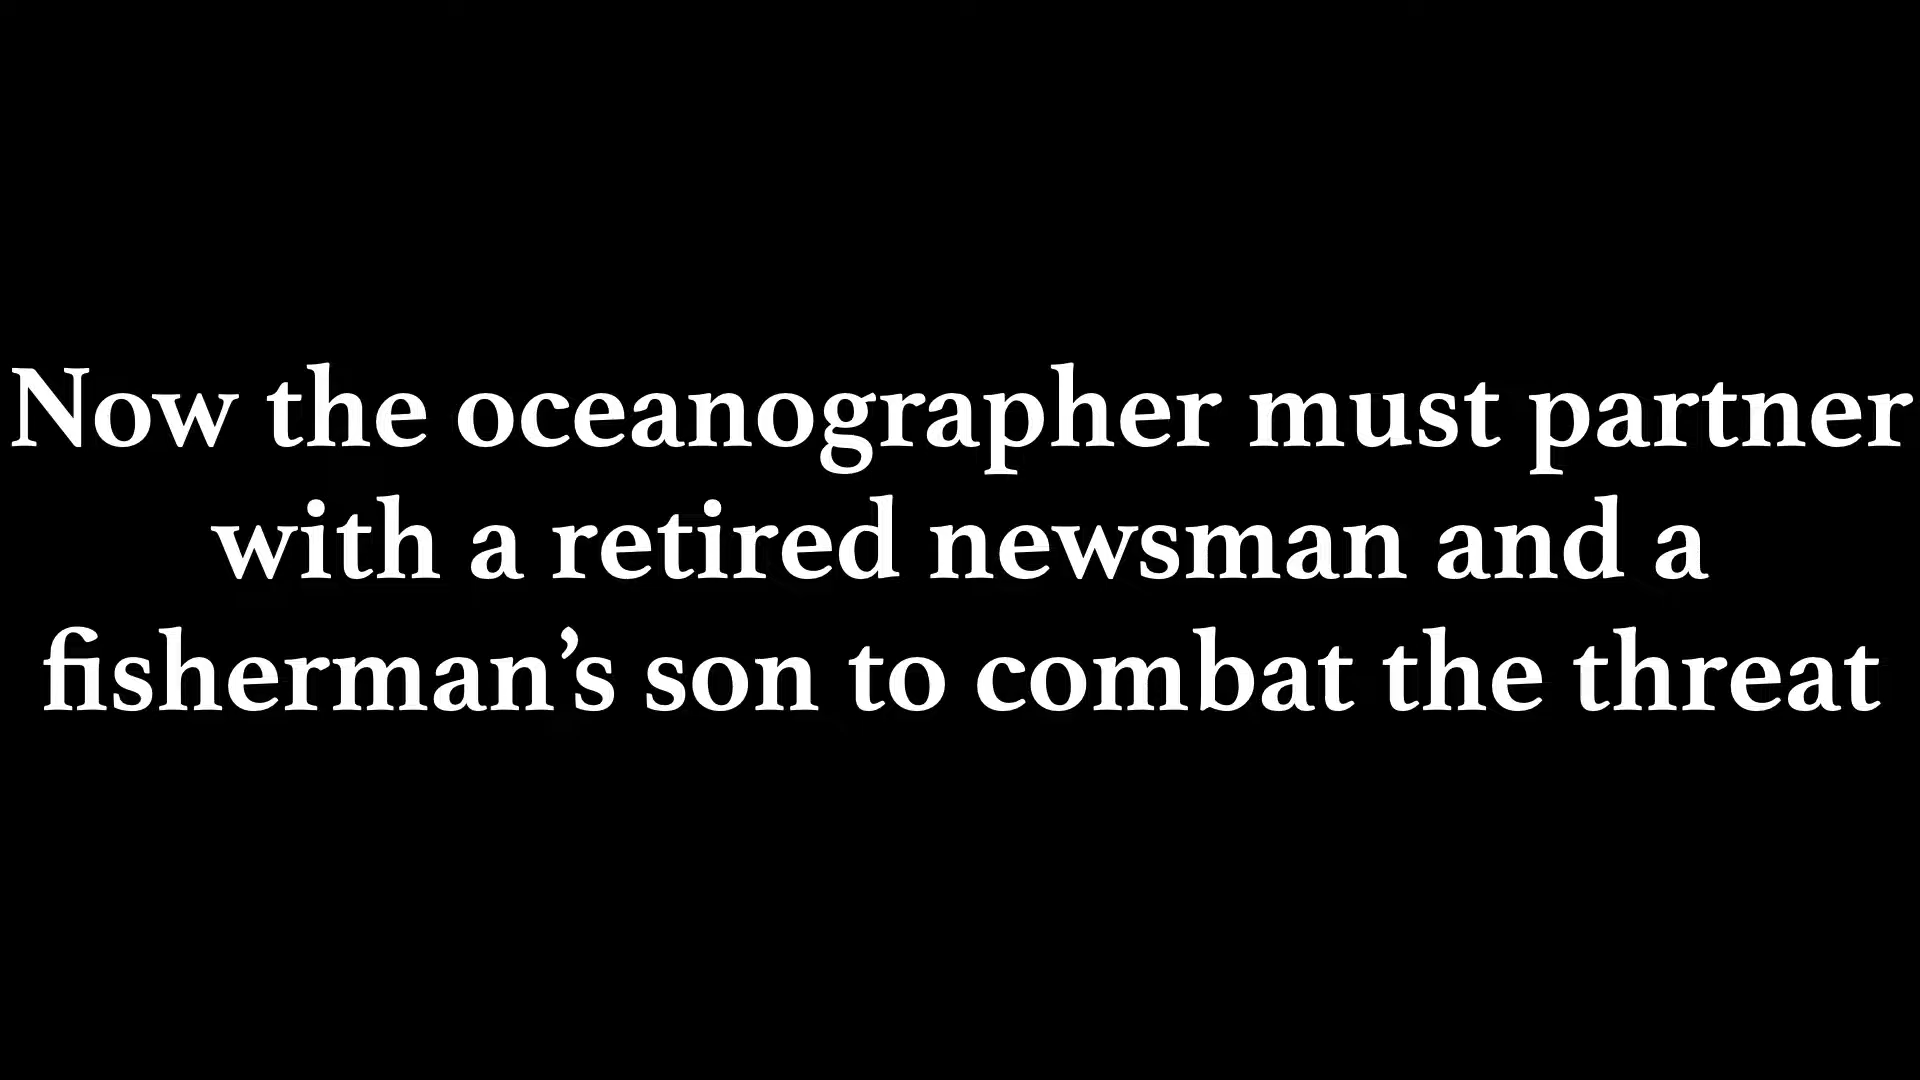 Now the oceanographer must partner
with a retired newsman and a
fisherman’s son to combat the threat